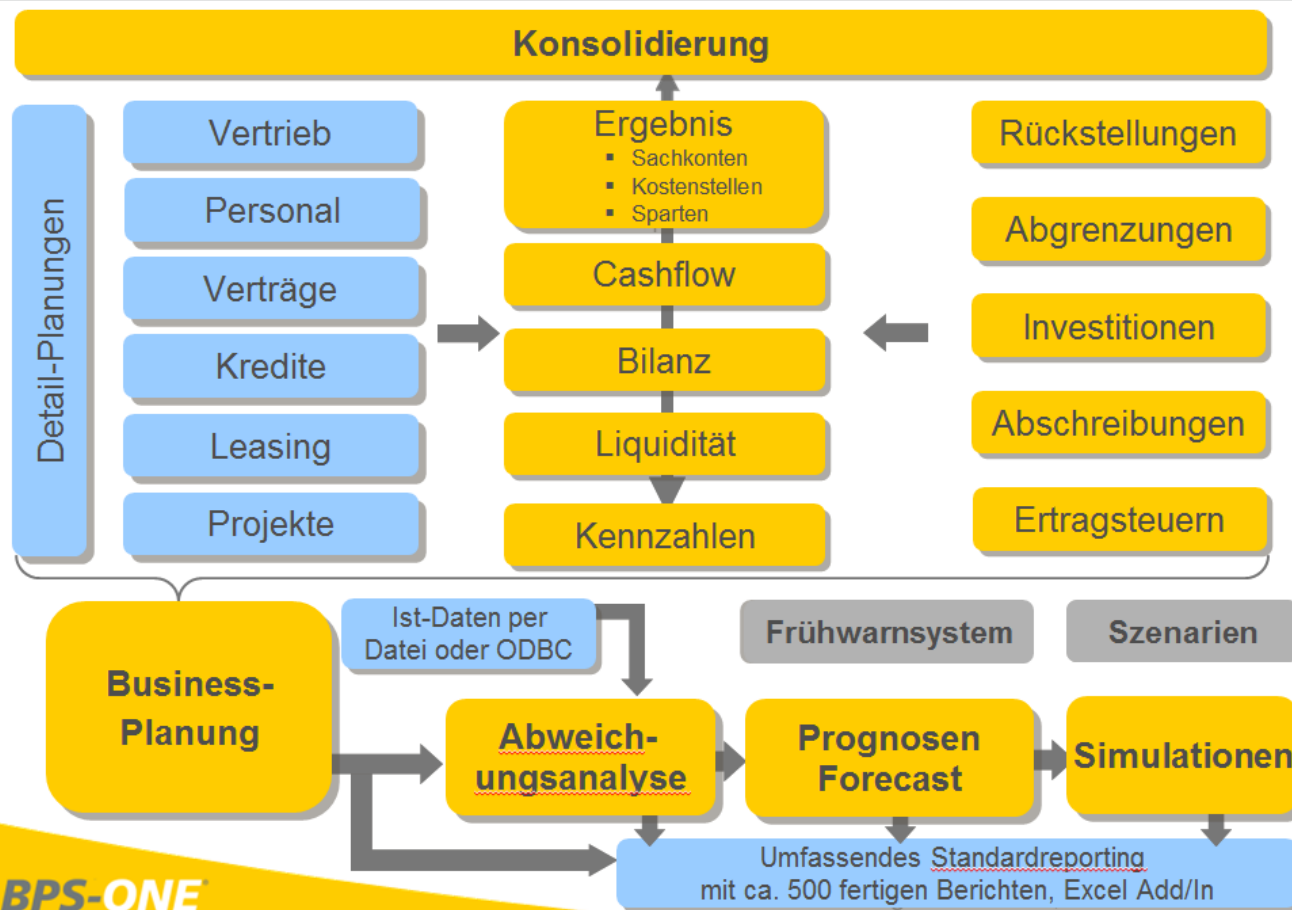 Konsolidierung
Detail-Planungen
Vertrieb
Personal
Verträge
Kredite
Leasing
Projekte
Ergebnis
▪ Sachkonten
▪ Kostenstellen
▪ Sparten
Cashflow
Bilanz
Liquidität
Kennzahlen
Rückstellungen
Abgrenzungen
Investitionen
Abschreibungen
Ertragsteuern
Business-
Planung
Ist-Daten per
Datei oder ODBC
Frühwarnsystem
Szenarien
Abweich-
ungsanalyse
Prognosen
Forecast
Simulationen
Umfassendes Standardreporting
mit ca. 500 fertigen Berichten, Excel Add/In
BPS-ONE